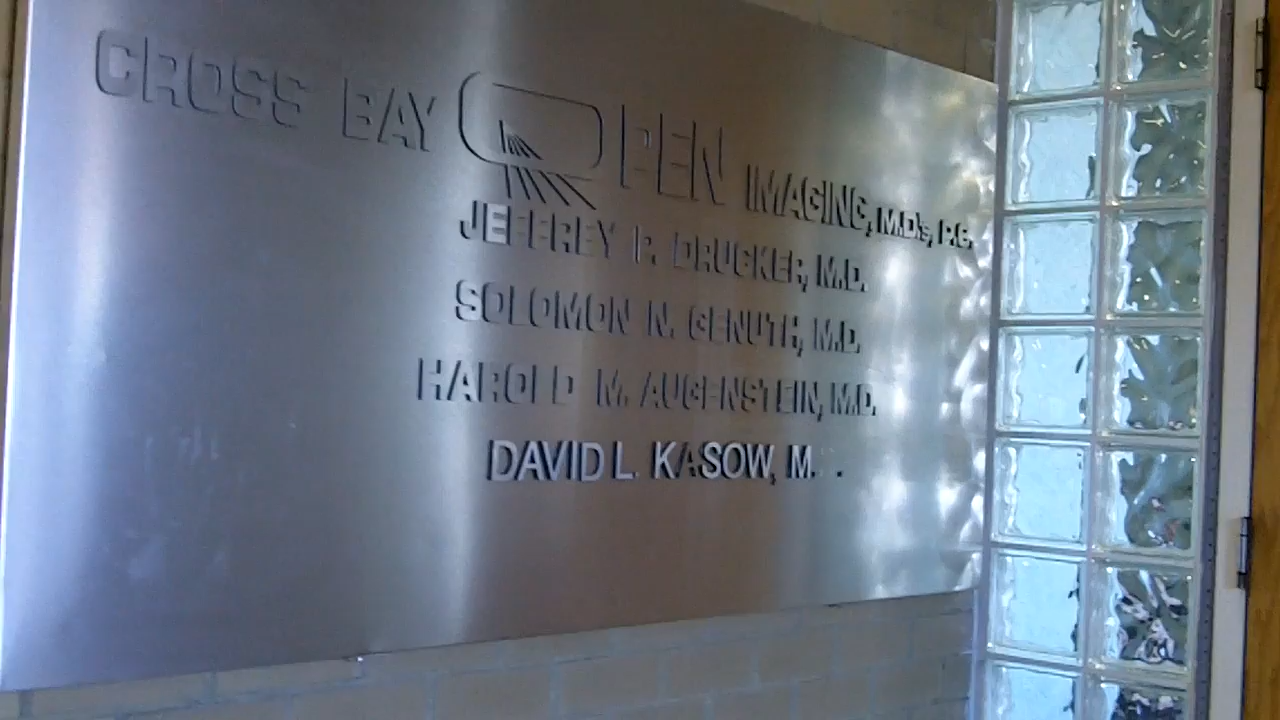 CROSS BAY OPEN IMAGING, M.D.'s, P.C.
JEFFREY P. DRUCKER, M.D.
SOLOMON N. GENUTH, M.D.
HAROLD M. AUGENSTEIN, M.D.
DAVID L. KASOW, M. .